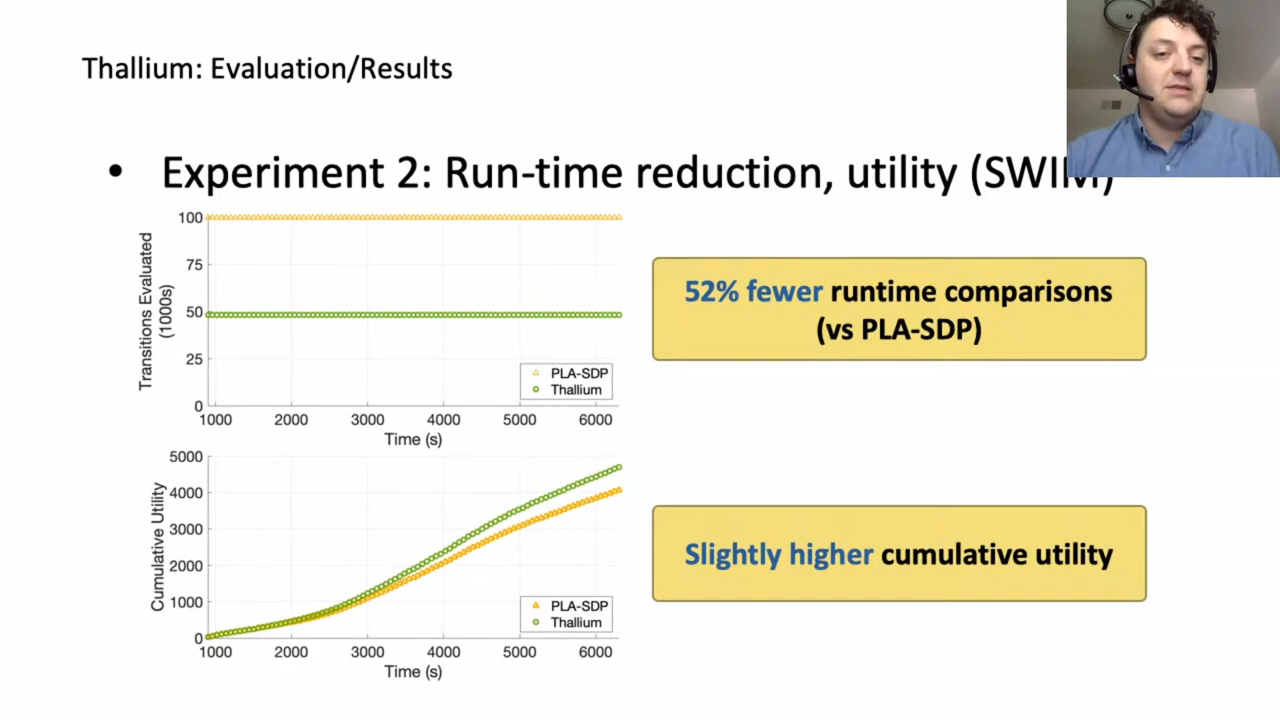 Thallium: Evaluation/Results
• Experiment 2: Run-time reduction, utility (SWIM)
Transitions Evaluated
(1000s)
100
75
50
25
0
PLA-SDP
Thallium
1000 2000 3000 4000 5000 6000
Time (s)
52% fewer runtime comparisons
(vs PLA-SDP)
Cumulative Utility
5000
4000
3000
2000
1000
0
PLA-SDP
Thallium
1000 2000 3000 4000 5000 6000
Time (s)
Slightly higher cumulative utility